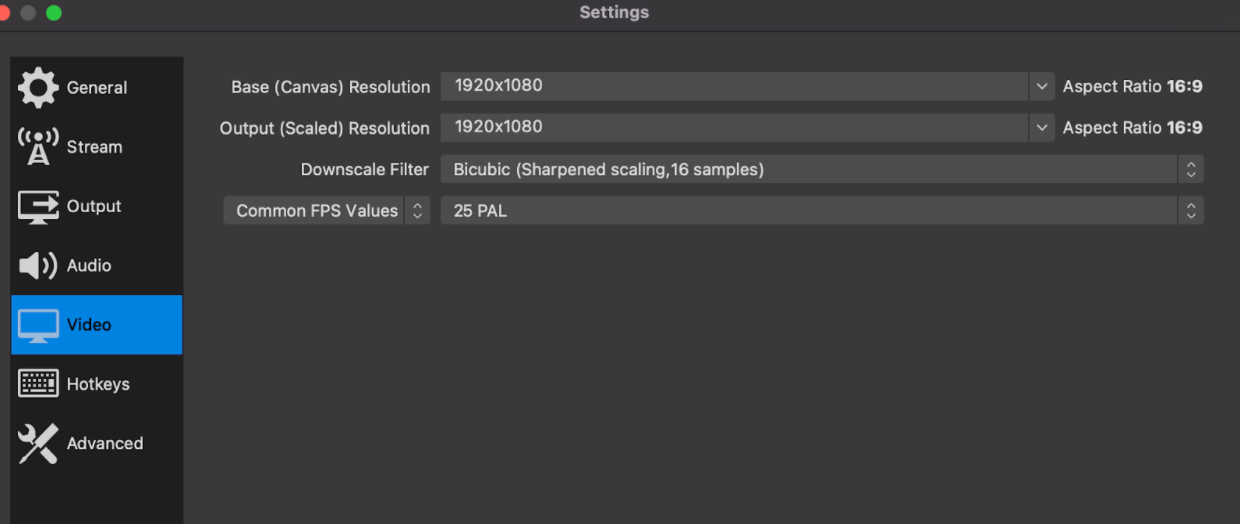 Settings
General
Stream
Output
Audio
Video
Hotkeys
Advanced
Base (Canvas) Resolution 1920x1080 Aspect Ratio 16:9
Output (Scaled) Resolution 1920x1080 Aspect Ratio 16:9
Downscale Filter Bicubic (Sharpened scaling,16 samples)
Common FPS Values 25 PAL